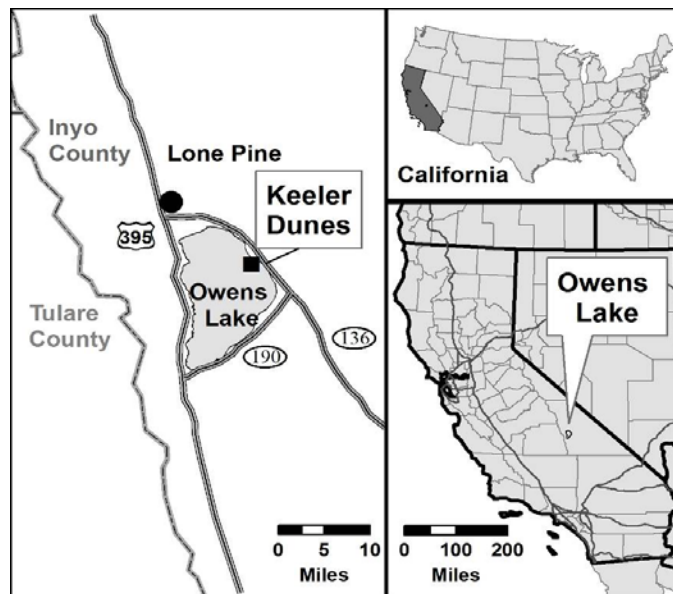 Inyo
County
Lone Pine
395
Keeler
Dunes
Owens
Lake
Tulare
County
190
136
0 5 10
Miles
California
Owens
Lake
0 100 200
Miles